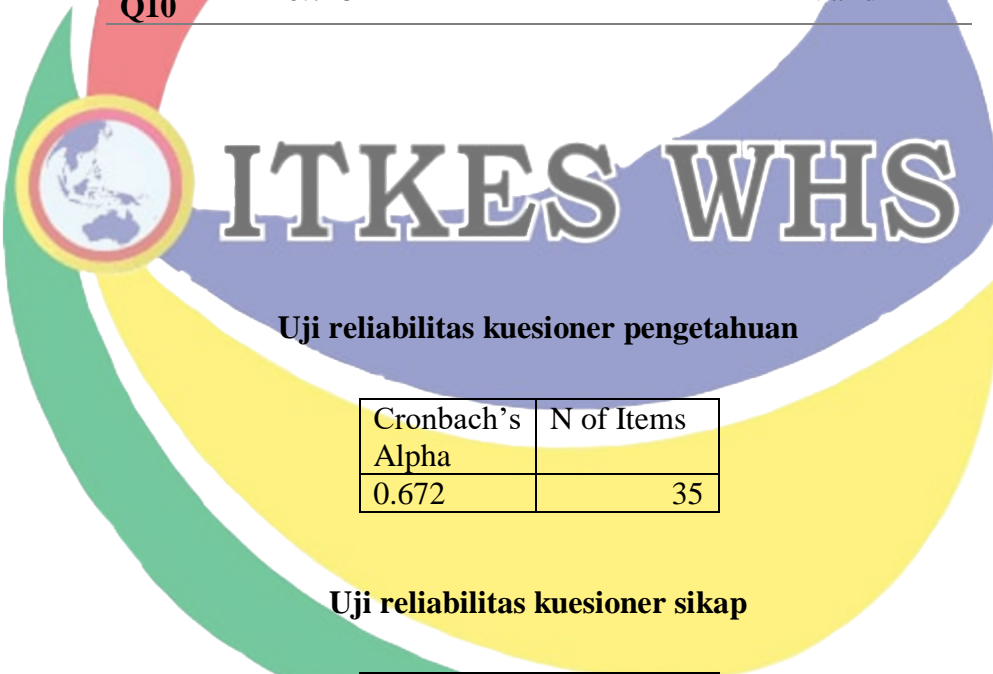 Q10
ITKES WHS
Uji reliabilitas kuesioner pengetahuan
Cronbach's N of Items
Alpha
0.672 35
Uji reliabilitas kuesioner sikap